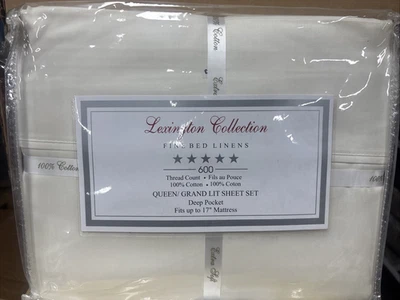 Cotton
100% Cotton
Lexington Collection
FINE BED LINENS
600
Thread Count • Fils au Pouce
100% Cotton • 100% Coton
QUEEN/ GRAND LIT SHEET SET
Deep Pocket
Fits up to 17" Mattress